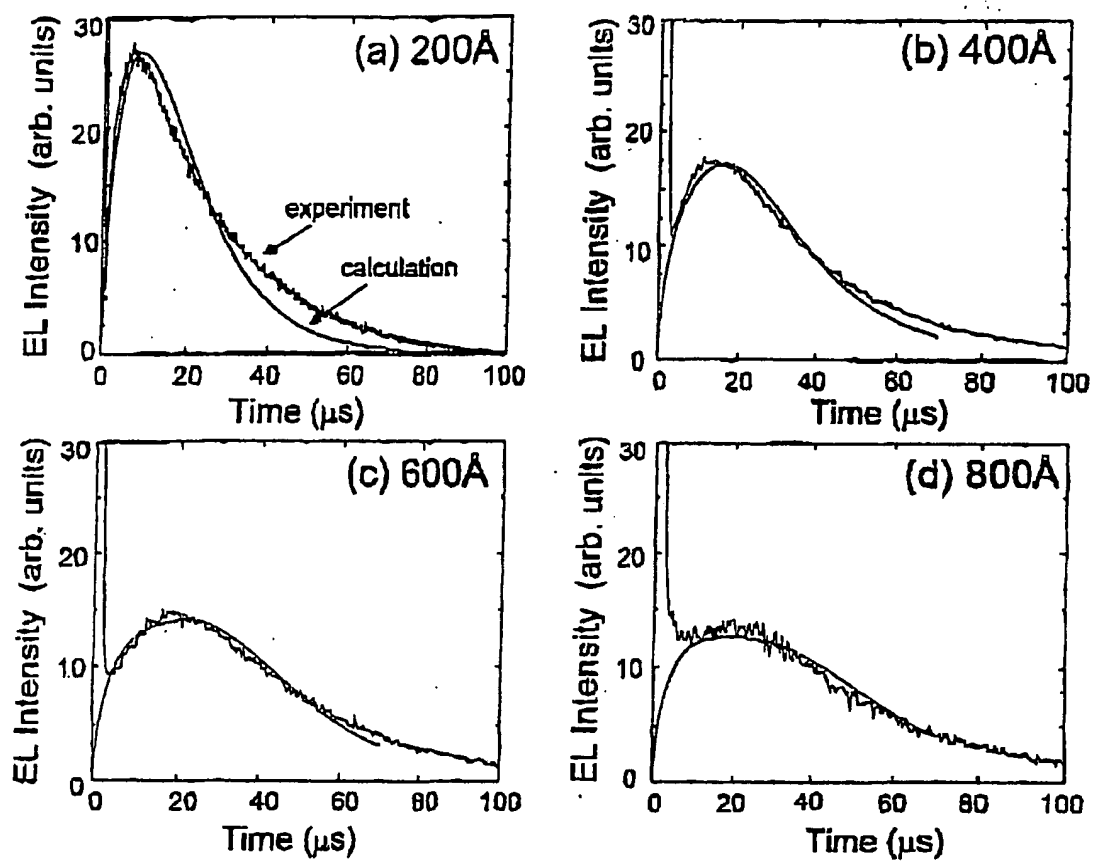 30
(a) 200Å
20
10
0
EL Intensity (arb. units)
experiment
calculation
0 20 40 60 80 100
Time (μs)
30
(b) 400Å
20
10
0
EL Intensity (arb. units)
0 20 40 60 80 100
Time (μs)
30
(c) 600Å
20
10
0
EL Intensity (arb. units)
0 20 40 60 80 100
Time (μs)
30
(d) 800Å
20
10
0
EL Intensity (arb. units)
0 20 40 60 80 100
Time (μs)